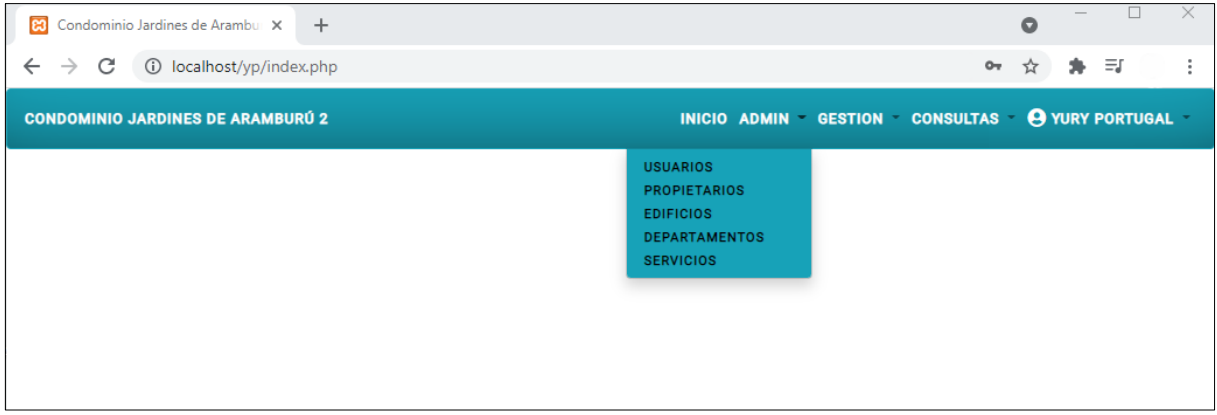 Condominio Jardines de Arambu
localhost/yp/index.php
CONDOMINIO JARDINES DE ARAMBURÚ 2 INICIO ADMIN GESTION CONSULTAS YURY PORTUGAL
USUARIOS
PROPIETARIOS
EDIFICIOS
DEPARTAMENTOS
SERVICIOS